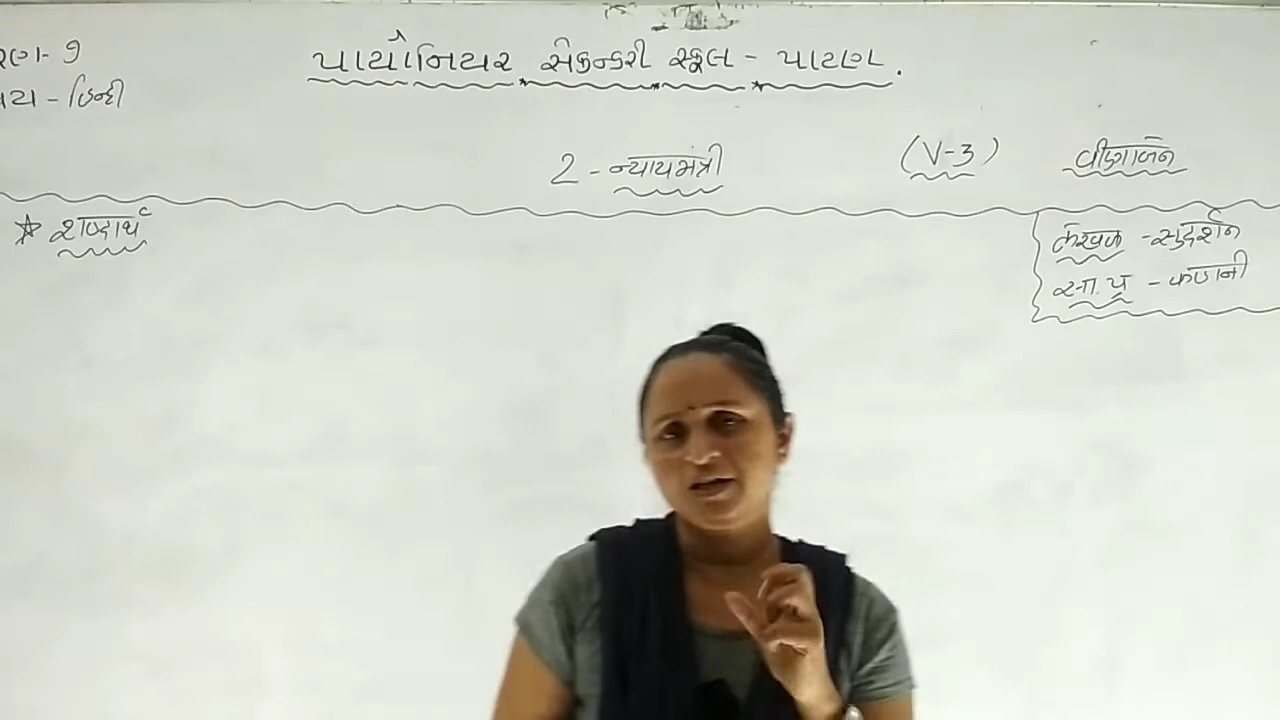 પાયોનિયર સેકન્ડરી સ્કૂલ - પાટણ.
રણ - 9
ષય - હિન્દી
2 - न्यायमंत्री (V-3) वीणाबेन
★ शब्दार्थ
लेखक - सुदर्शन
सा.प्र - कहानी